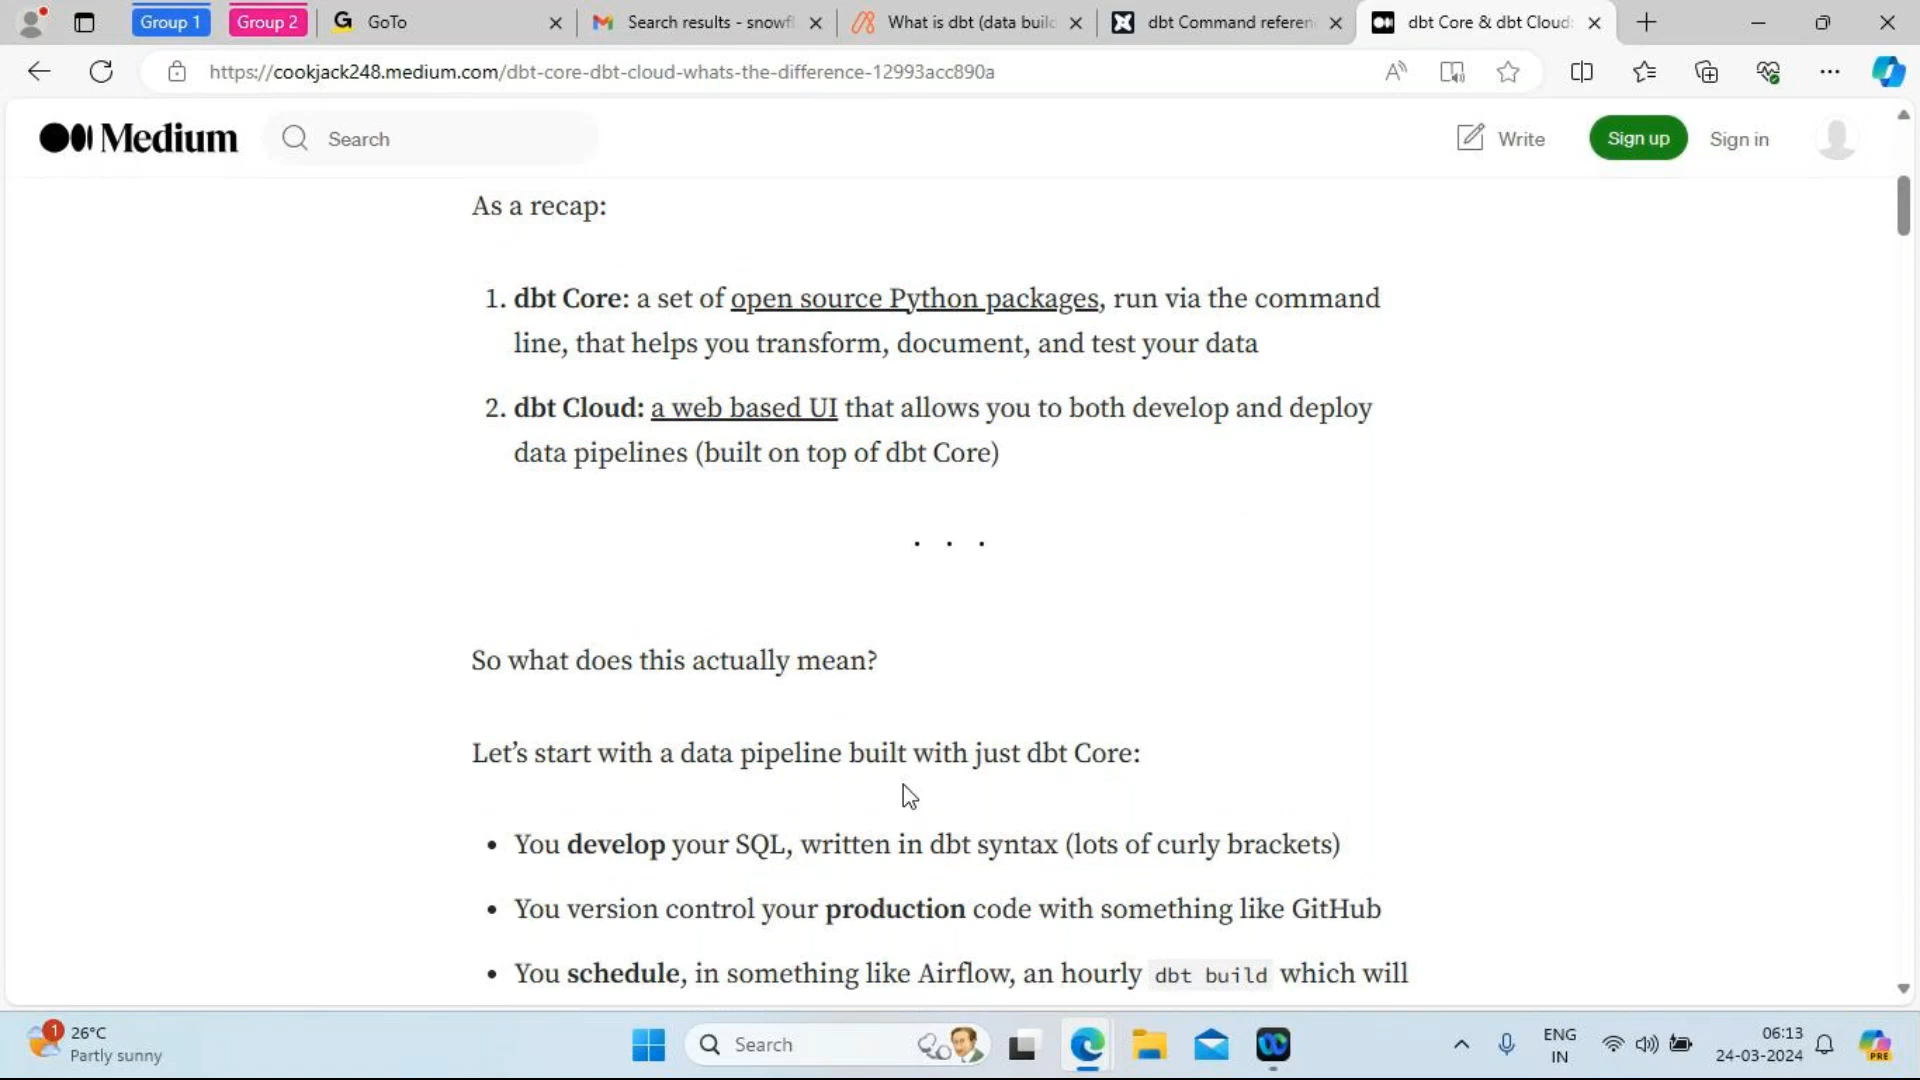 Group 1
Group 2
GoTo
Search results - snowfl
What is dbt (data build
dbt Command referen
dbt Core & dbt Cloud:
https://cookjack248.medium.com/dbt-core-dbt-cloud-whats-the-difference-12993acc890a
Medium
Search
Write
Sign up
Sign in
As a recap:
1. dbt Core: a set of open source Python packages, run via the command
line, that helps you transform, document, and test your data
2. dbt Cloud: a web based UI that allows you to both develop and deploy
data pipelines (built on top of dbt Core)
. . .
So what does this actually mean?
Let’s start with a data pipeline built with just dbt Core:
• You develop your SQL, written in dbt syntax (lots of curly brackets)
• You version control your production code with something like GitHub
• You schedule, in something like Airflow, an hourly dbt build which will
1
26°C
Partly sunny
Search
ENG
IN
06:13
24-03-2024
PRE